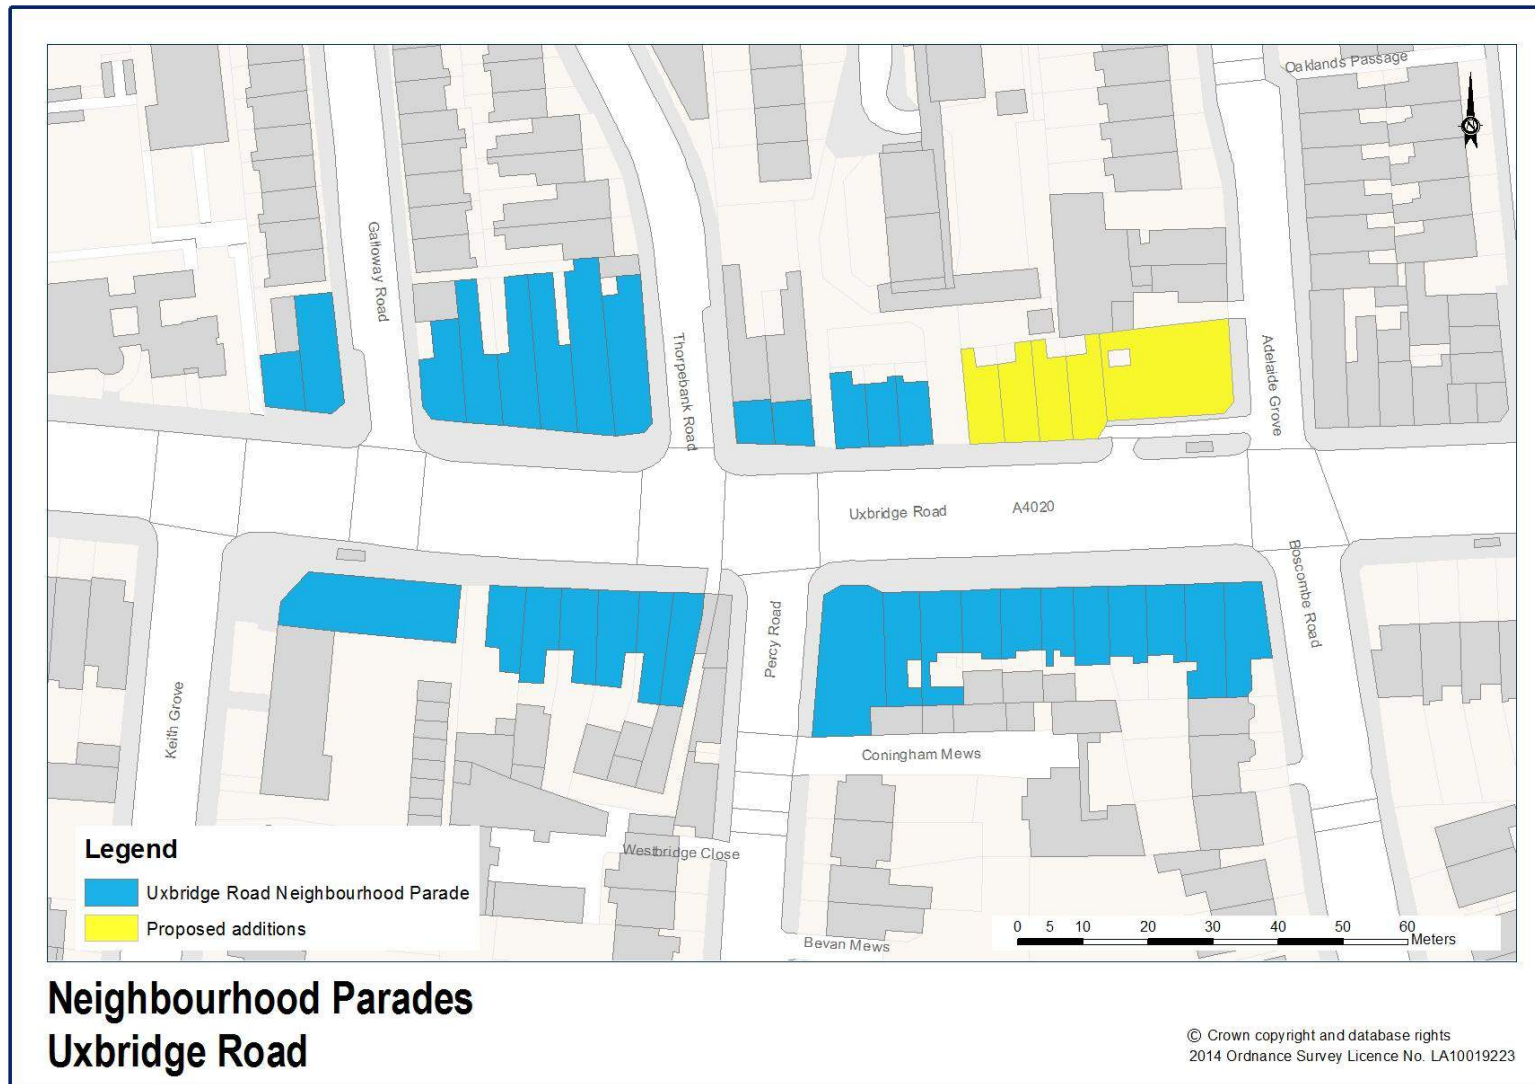 Oaklands Passage
N
Galloway Road
Thorpebank Road
Adelaide Grove
Uxbridge Road
A4020
Boscombe Road
Percy Road
Keith Grove
Coningham Mews
Westbridge Close
Bevan Mews
Legend
Uxbridge Road Neighbourhood Parade
Proposed additions
0 5 10 20 30 40 50 60
Meters
Neighbourhood Parades
Uxbridge Road
© Crown copyright and database rights
2014 Ordnance Survey Licence No. LA10019223